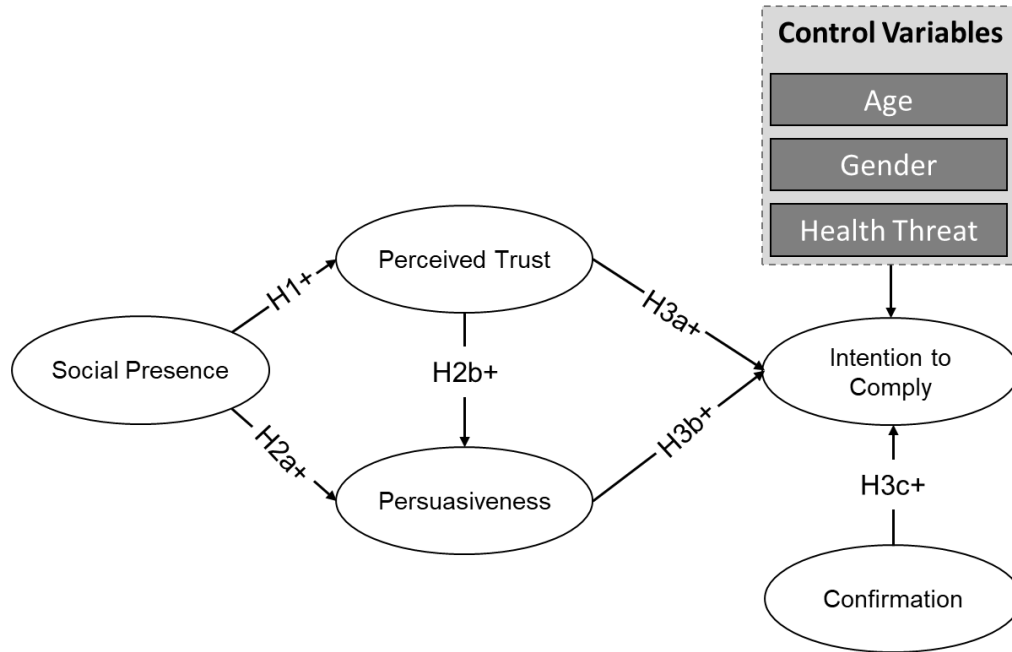 Control Variables
Age
Gender
Health Threat
Perceived Trust
H1+
H3a+
Social Presence
H2b+
Intention to
Comply
H2a+
H3b+
Persuasiveness
H3c+
Confirmation